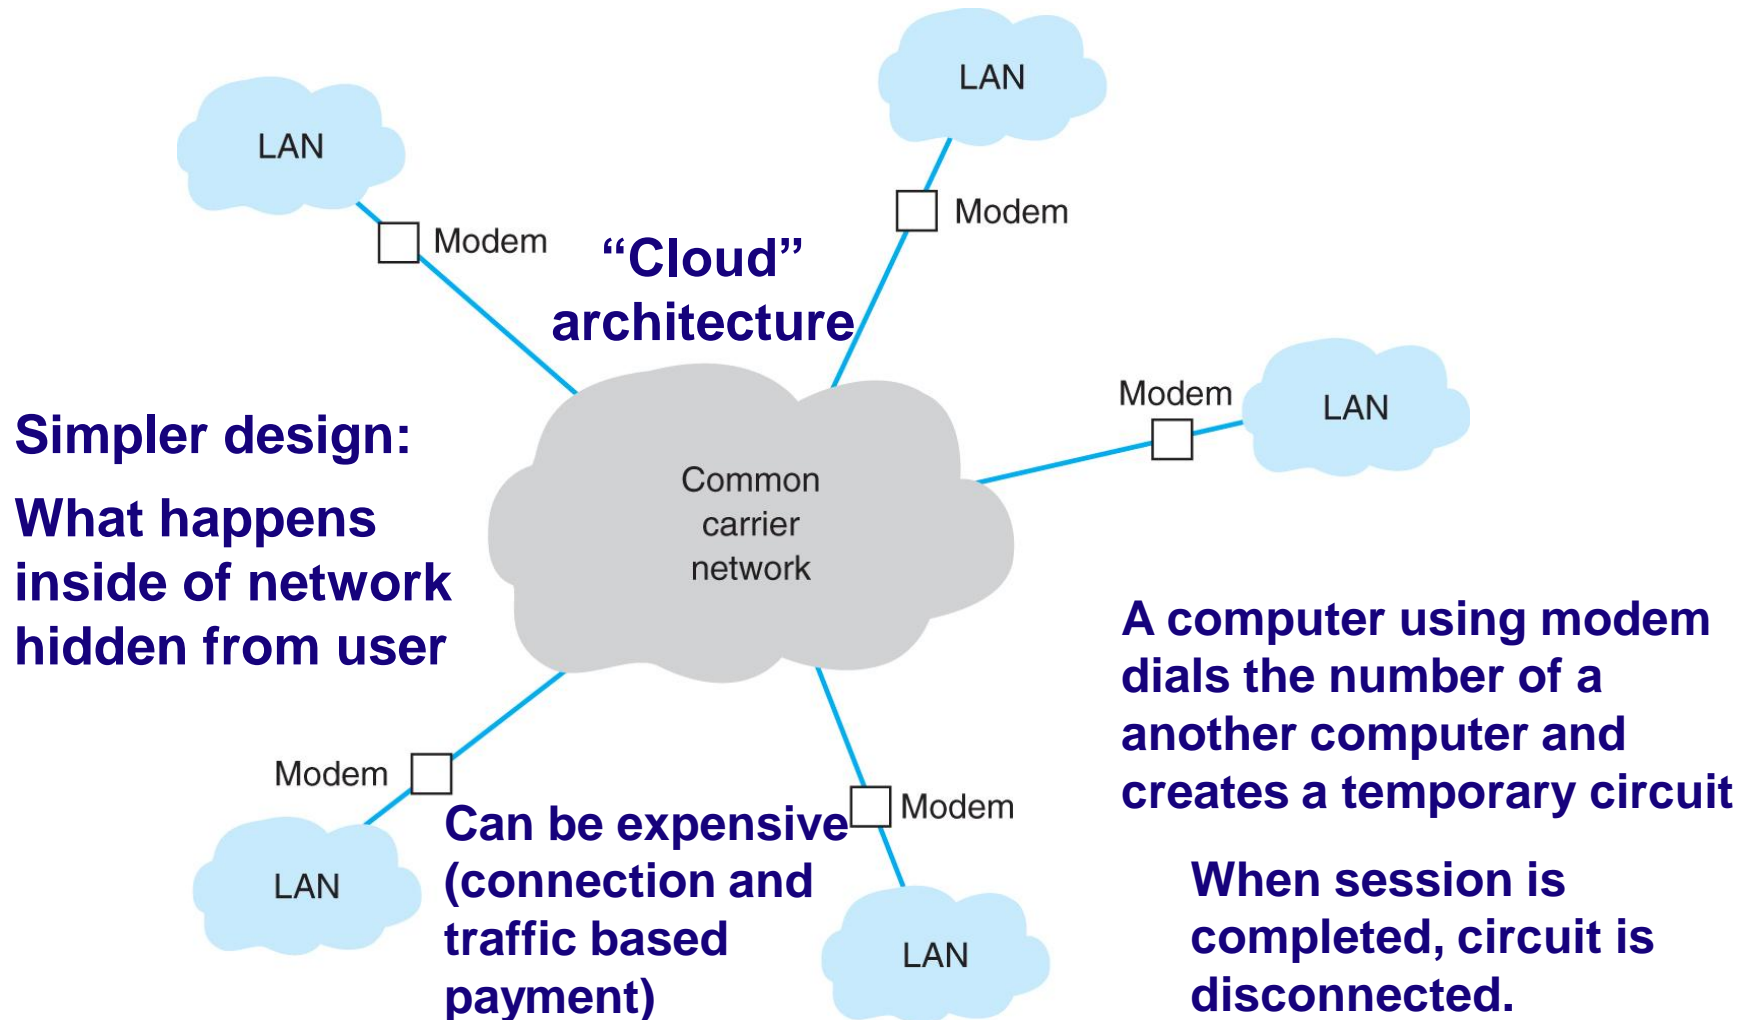 LAN
LAN
Modem
Modem
“Cloud”
architecture
Modem
LAN
Simpler design:
What happens
inside of network
hidden from user
Common
carrier
network
A computer using modem
dials the number of a
another computer and
creates a temporary circuit
Modem
LAN
Can be expensive
(connection and
traffic based
payment)
Modem
LAN
When session is
completed, circuit is
disconnected.